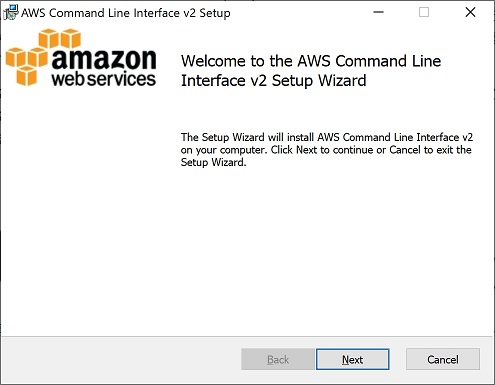 AWS Command Line Interface v2 Setup
amazon
web services
Welcome to the AWS Command Line
Interface v2 Setup Wizard
The Setup Wizard will install AWS Command Line Interface v2
on your computer. Click Next to continue or Cancel to exit the
Setup Wizard.
Back Next Cancel